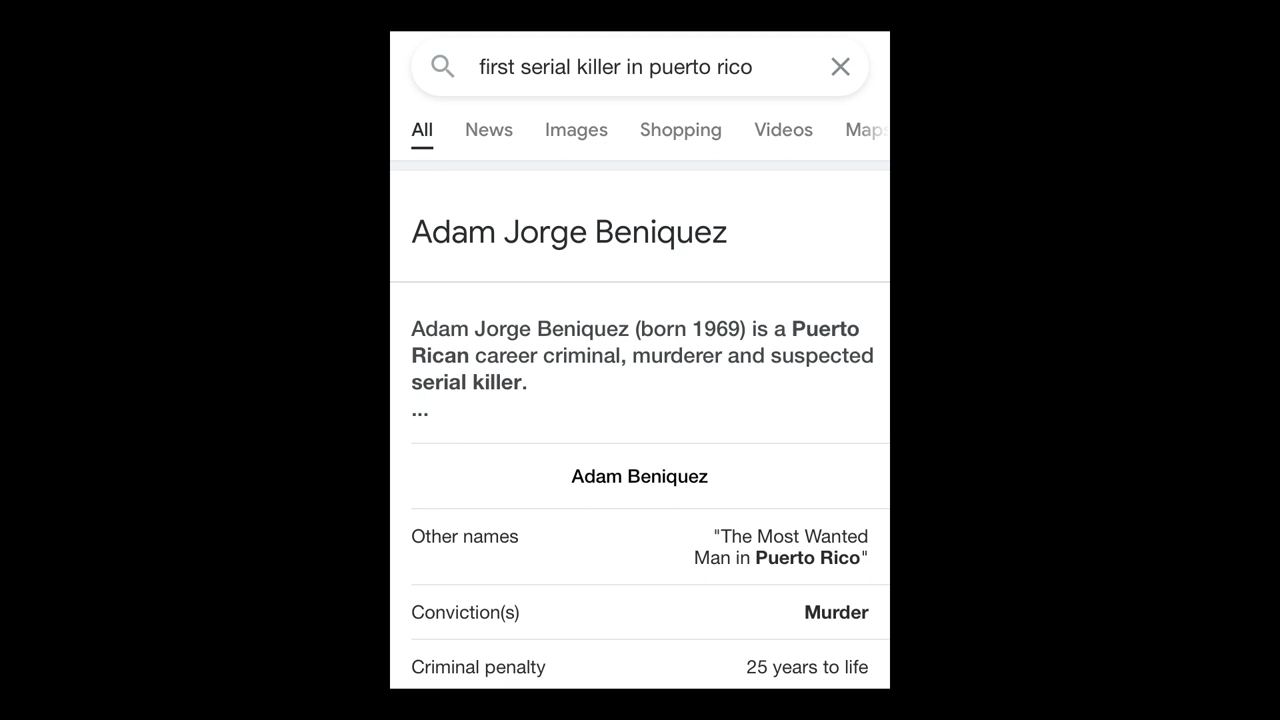 first serial killer in puerto rico
All News Images Shopping Videos Maps
Adam Jorge Beniquez
Adam Jorge Beniquez (born 1969) is a Puerto
Rican career criminal, murderer and suspected
serial killer.
...
Adam Beniquez
Other names "The Most Wanted
Man in Puerto Rico"
Conviction(s) Murder
Criminal penalty 25 years to life